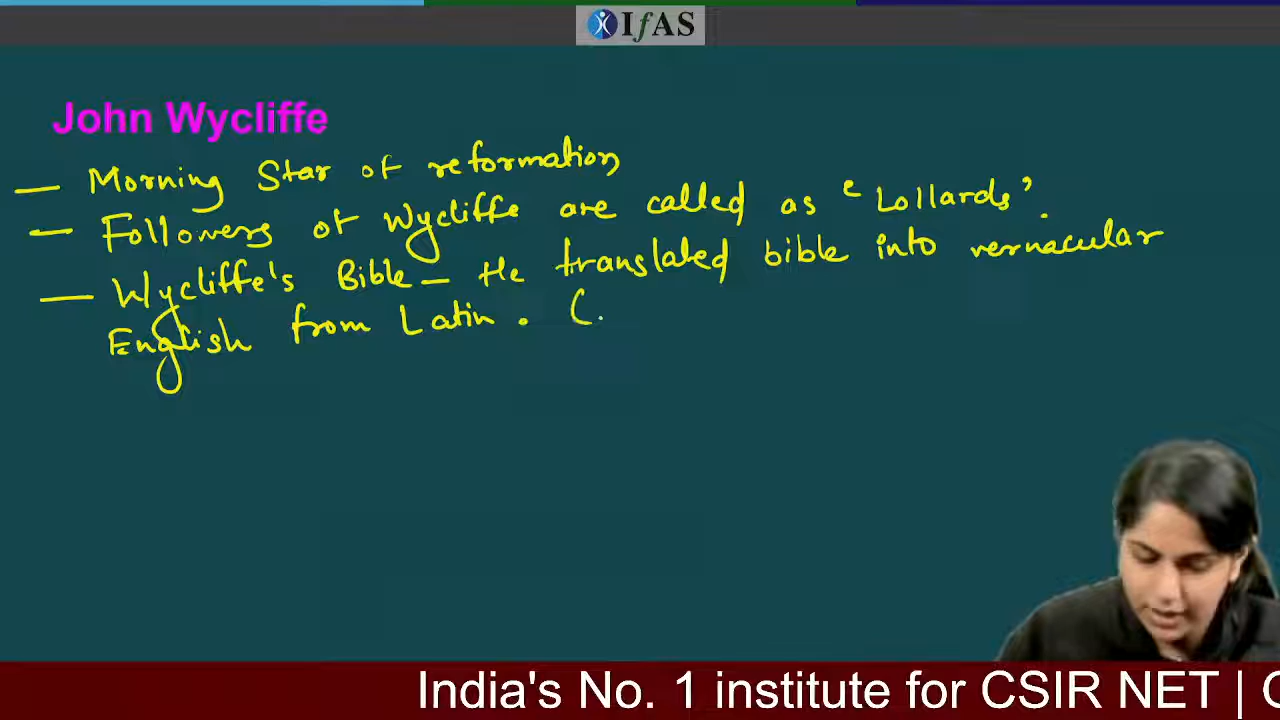 IfAS
John Wycliffe
— Morning Star of reformation
— Followers of Wycliffe are called as 'Lollards'.
— Wycliffe's Bible – He translated bible into vernacular
English from Latin. (.
India's No. 1 institute for CSIR NET | C